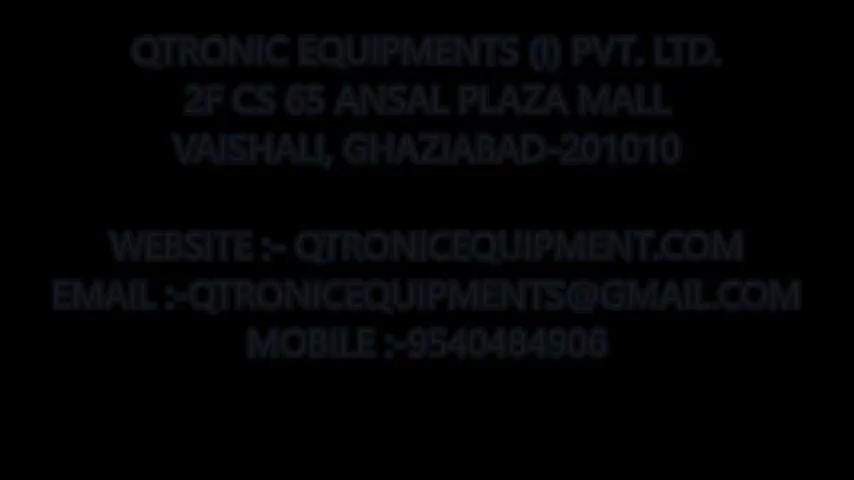 QTRONIC EQUIPMENTS (I) PVT. LTD.
2F CS 65 ANSAL PLAZA MALL
VAISHALI, GHAZIABAD-201010
WEBSITE :- QTRONICEQUIPMENT.COM
EMAIL :-QTRONICEQUIPMENTS@GMAIL.COM
MOBILE :-9540484906